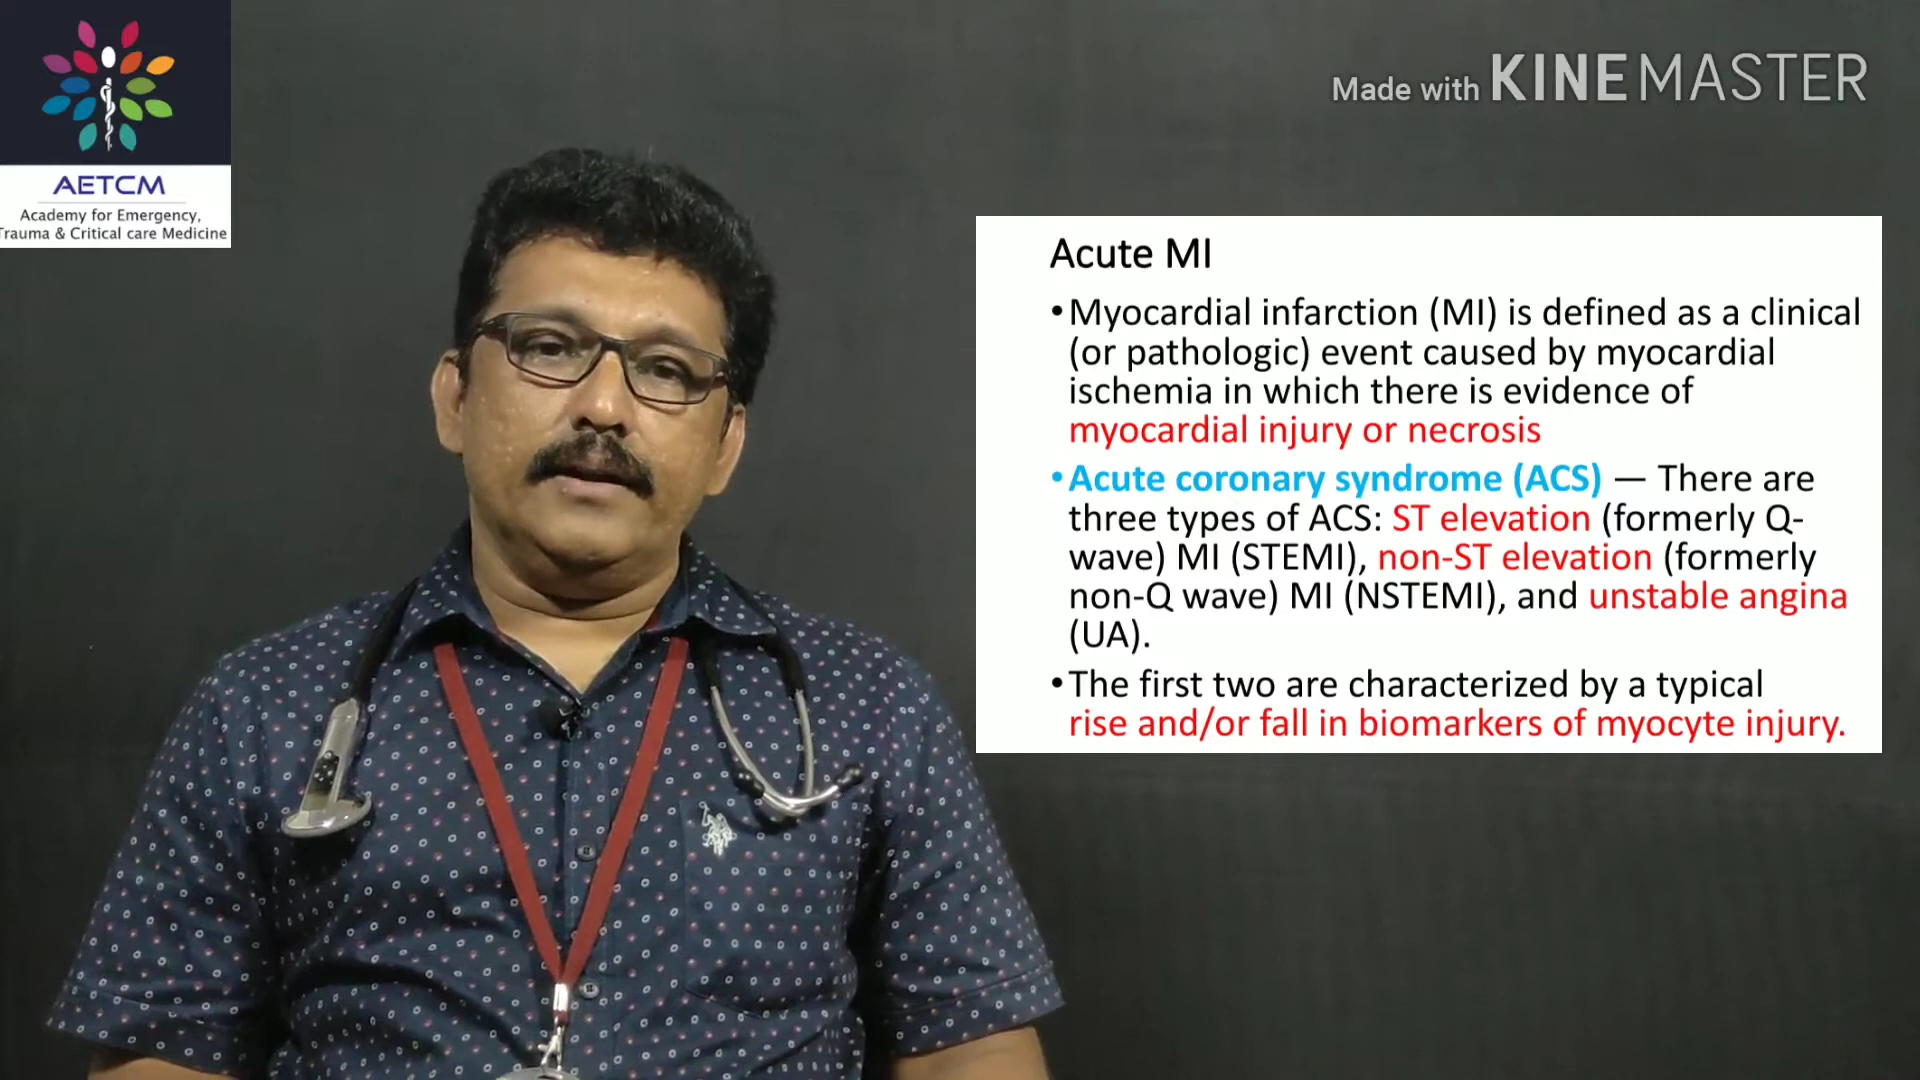 Made with KINEMASTER
AETCM
Academy for Emergency,
Trauma & Critical care Medicine
Acute MI
•Myocardial infarction (MI) is defined as a clinical
(or pathologic) event caused by myocardial
ischemia in which there is evidence of
myocardial injury or necrosis
•Acute coronary syndrome (ACS) — There are
three types of ACS: ST elevation (formerly Q-
wave) MI (STEMI), non-ST elevation (formerly
non-Q wave) MI (NSTEMI), and unstable angina
(UA).
•The first two are characterized by a typical
rise and/or fall in biomarkers of myocyte injury.